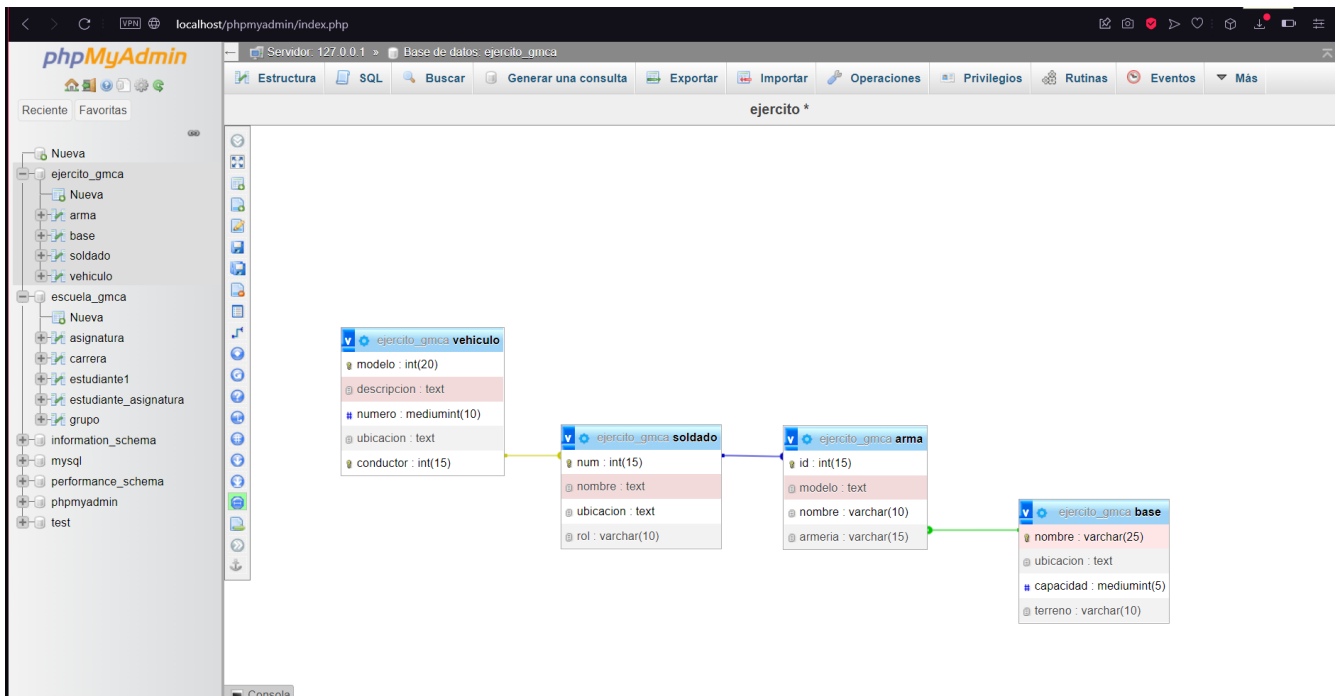 VPN localhost/phpmyadmin/index.php
phpMyAdmin
Reciente Favoritas
Nueva
ejercito_gmca
Nueva
arma
base
soldado
vehiculo
escuela_gmca
Nueva
asignatura
carrera
estudiante1
estudiante_asignatura
grupo
information_schema
mysql
performance_schema
phpmyadmin
test
Servidor: 127.0.0.1 » Base de datos: ejercito_gmca
Estructura SQL Buscar Generar una consulta Exportar Importar Operaciones Privilegios Rutinas Eventos Más
ejercito *
v ejercito_gmca vehiculo
modelo : int(20)
descripcion : text
# numero : mediumint(10)
ubicacion : text
conductor : int(15)
v ejercito_gmca soldado
num : int(15)
nombre : text
ubicacion : text
rol : varchar(10)
v ejercito_gmca arma
id : int(15)
modelo : text
nombre : varchar(10)
armeria : varchar(15)
v ejercito_gmca base
nombre : varchar(25)
ubicacion : text
# capacidad : mediumint(5)
terreno : varchar(10)
Consola